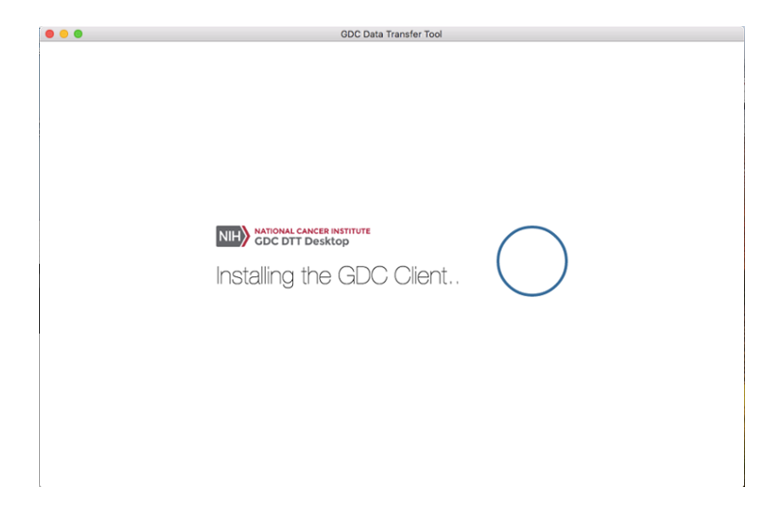 GDC Data Transfer Tool
NIH NATIONAL CANCER INSTITUTE
GDC DTT Desktop
Installing the GDC Client..